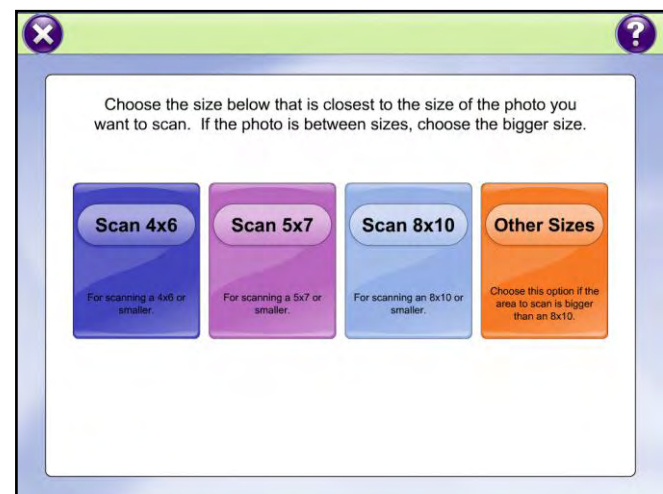 ?
Choose the size below that is closest to the size of the photo you
want to scan.  If the photo is between sizes, choose the bigger size.
Scan 4x6
For scanning a 4x6 or
smaller.
Scan 5x7
For scanning a 5x7 or
smaller.
Scan 8x10
For scanning an 8x10 or
smaller.
Other Sizes
Choose this option if the
area to scan is bigger
than an 8x10.